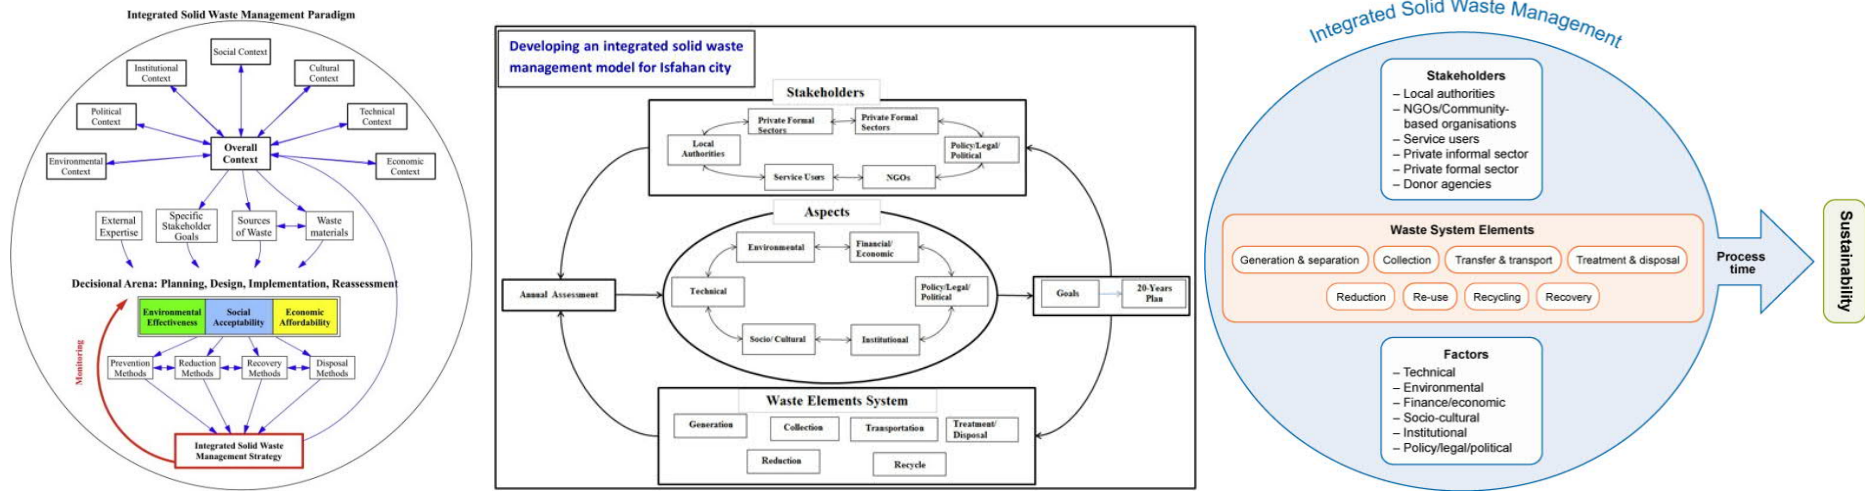 Integrated Solid Waste Management Paradigm
Social Context
Institutional
Context
Cultural
Context
Political
Context
Technical
Context
Overall
Context
Environmental
Context
Economic
Context
External
Expertise
Specific
Stakeholder
Goals
Sources
of Waste
Waste
materials
Decisional Arena: Planning, Design, Implementation, Reassessment
Environmental
Effectiveness
Social
Acceptability
Economic
Affordability
Monitoring
Prevention
Methods
Reduction
Methods
Recovery
Methods
Disposal
Methods
Integrated Solid Waste
Management Strategy
Developing an integrated solid waste
management model for Isfahan city
Stakeholders
Private Formal
Sectors
Private Formal
Sectors
Local
Authorities
Policy/Legal/
Political
Service Users
NGOs
Aspects
Environmental
Financial/
Economic
Technical
Policy/Legal/
Political
Socio/ Cultural
Institutional
Annual Assessment
Goals
20-Years
Plan
Waste Elements System
Generation
Collection
Transportation
Treatment/
Disposal
Reduction
Recycle
Integrated Solid Waste Management
Stakeholders
– Local authorities
– NGOs/Community-
based organisations
– Service users
– Private informal sector
– Private formal sector
– Donor agencies
Waste System Elements
Generation & separation
Collection
Transfer & transport
Treatment & disposal
Reduction
Re-use
Recycling
Recovery
Factors
– Technical
– Environmental
– Finance/economic
– Socio-cultural
– Institutional
– Policy/legal/political
Process
time
Sustainability